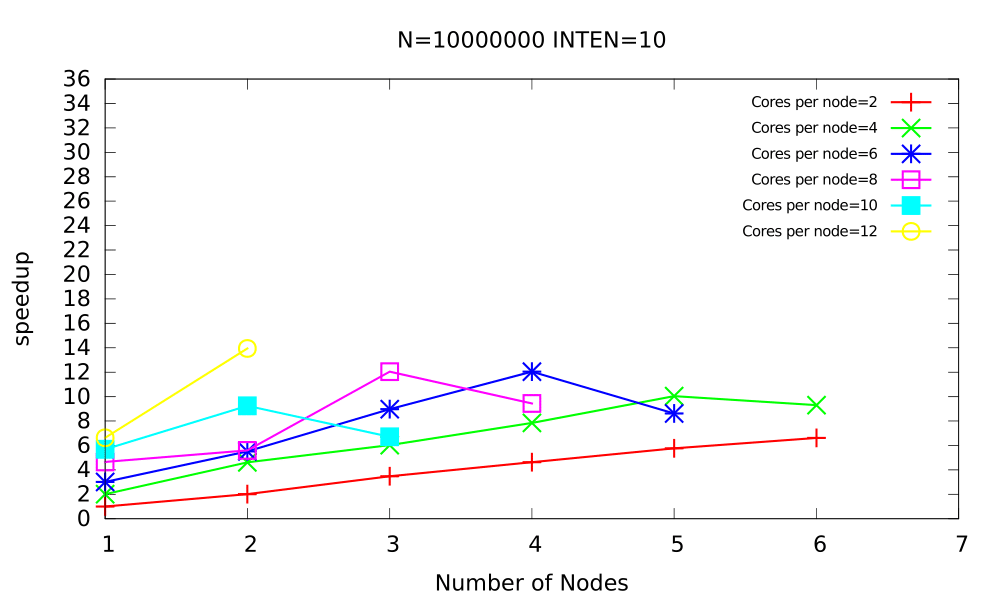 N=10000000 INTEN=10
36
34
32
30
28
26
24
22
20
18
16
14
12
10
8
6
4
2
0
speedup
Cores per node=2
Cores per node=4
Cores per node=6
Cores per node=8
Cores per node=10
Cores per node=12
1 2 3 4 5 6 7
Number of Nodes